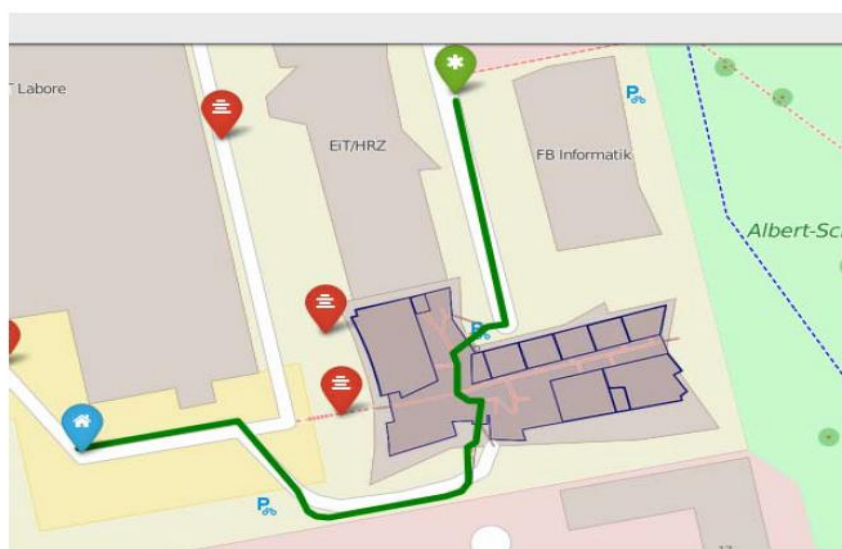 Labore
EiT/HRZ
FB Informatik
Albert-Sc
P
P
P